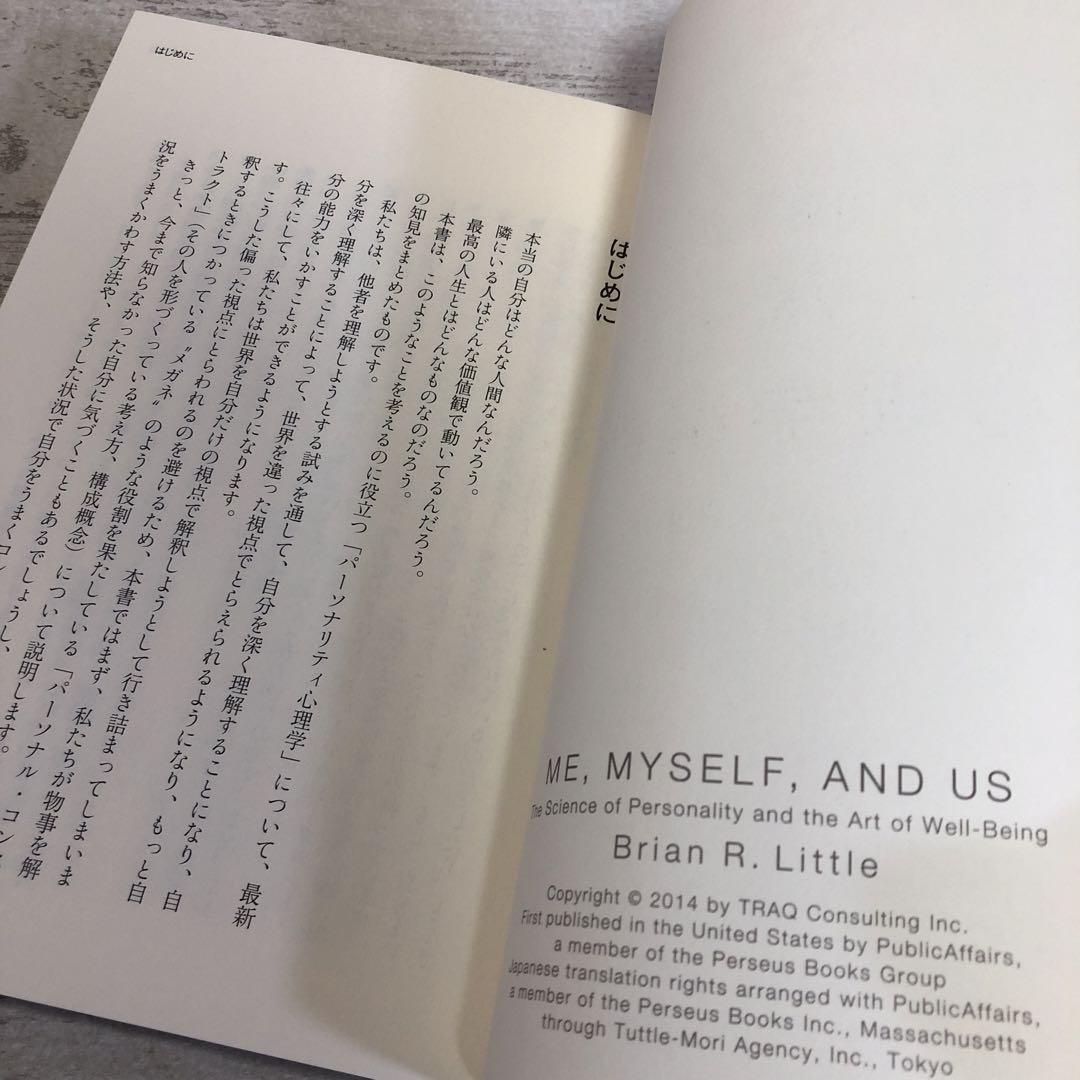 ME, MYSELF, AND US
The Science of Personality and the Art of Well-Being
Brian R. Little
Copyright © 2014 by TRAQ Consulting Inc.
First published in the United States by PublicAffairs,
a member of the Perseus Books Group
Japanese translation rights arranged with PublicAffairs,
a member of the Perseus Books Inc., Massachusetts
through Tuttle-Mori Agency, Inc., Tokyo
はじめに
はじめに
本当の自分はどんな人間なんだろう。
隣にいる人はどんな価値観で動いてるんだろう。
最高の人生とはどんなものなのだろう。
本書は、このようなことを考えるのに役立つ「パーソナリティ心理学」について、最新
の知見をまとめたものです。
私たちは、他者を理解しようとする試みを通して、自分を深く理解することになり、自
分を深く理解することによって、世界を違った視点でとらえられるようになり、もっと自
分の能力をいかすことができるようになります。
往々にして、私たちは世界を自分だけの視点で解釈しようとして行き詰まってしまいま
す。こうした偏った視点にとらわれるのを避けるため、本書ではまず、私たちが物事を解
釈するときにつかっている〝メガネ〟のような役割を果たしている「パーソナル・コンス
トラクト」(その人を形づくっている考え方、構成概念)について説明します。
きっと、今まで知らなかった自分に気づくこともあるでしょうし、
況をうまくかわす方法や、そうした状況で自分をうまくコン